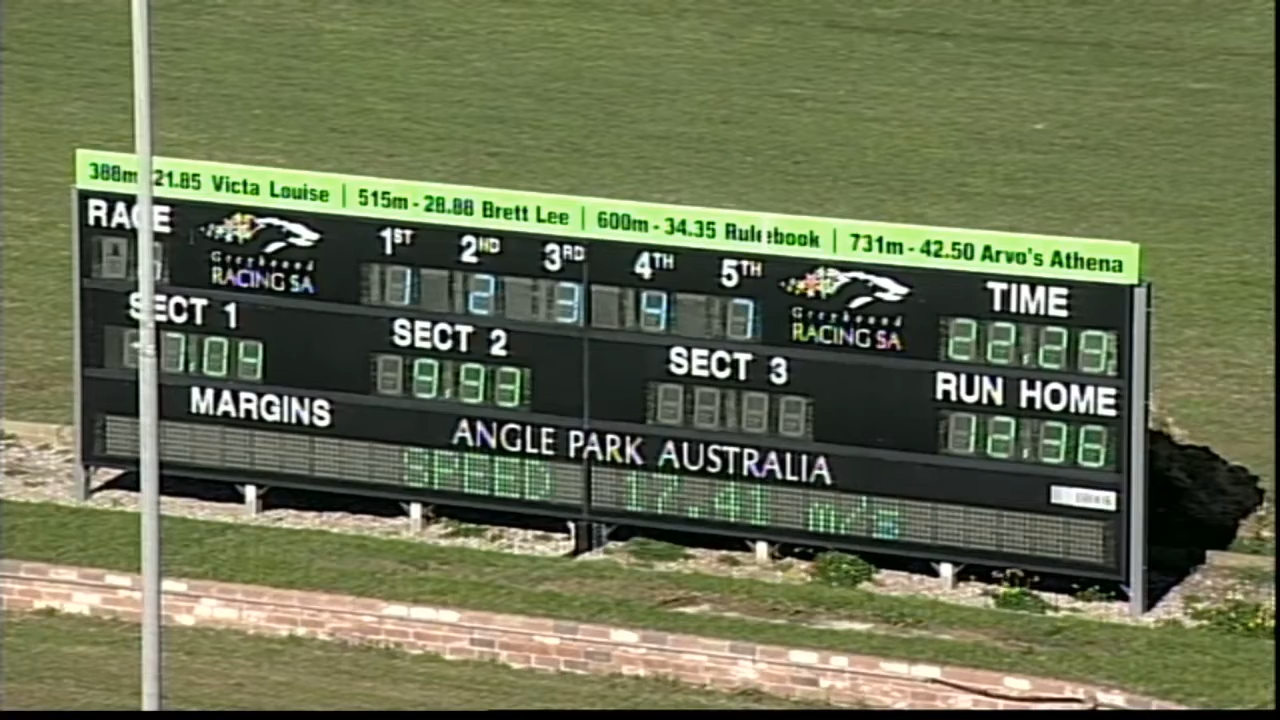 388m - 21.85 Victa Louise | 515m - 28.88 Brett Lee | 600m - 34.35 Rulebook | 731m - 42.50 Arvo's Athena
RACE
Greyhound
RACING SA
1ST 2ND 3RD 4TH 5TH
1 2 3 4 7
Greyhound
RACING SA
TIME
22.29
SECT 1
7.04
SECT 2
9.93
SECT 3
RUN HOME
12.36
MARGINS
ANGLE PARK AUSTRALIA
SPEED 17.41 m/s